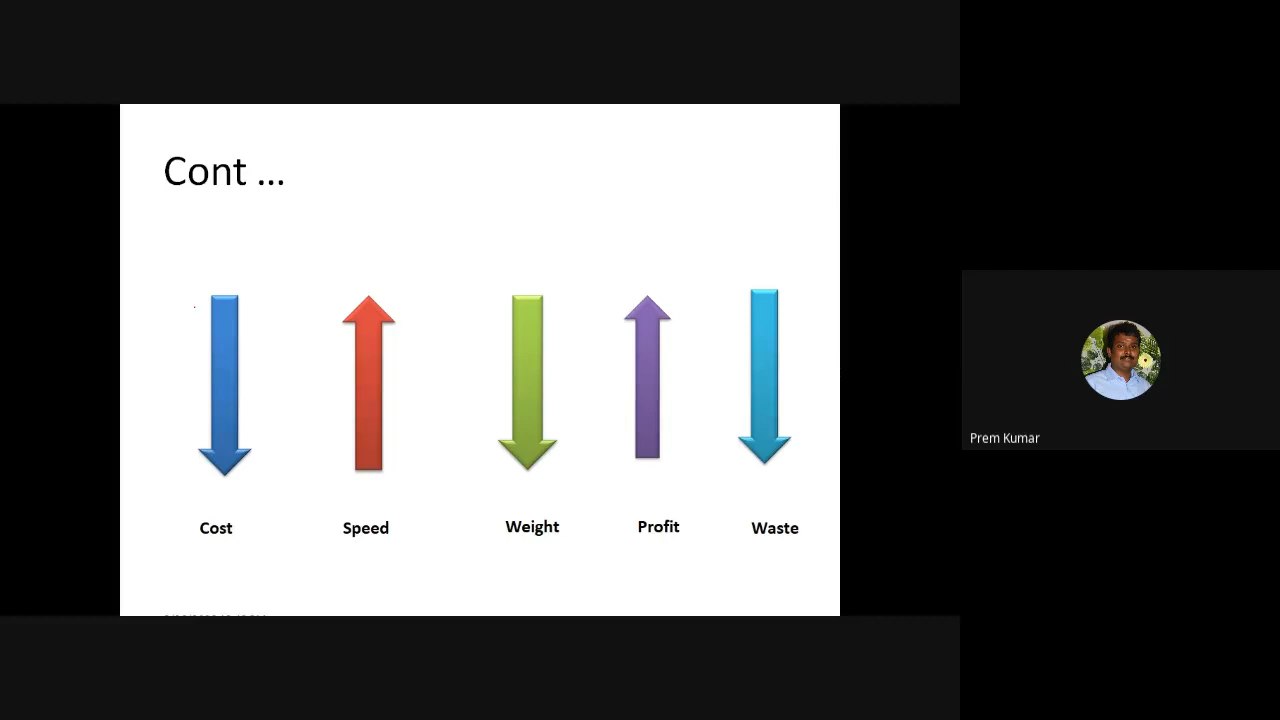 Cont ...
Cost
Speed
Weight
Profit
Waste
Prem Kumar